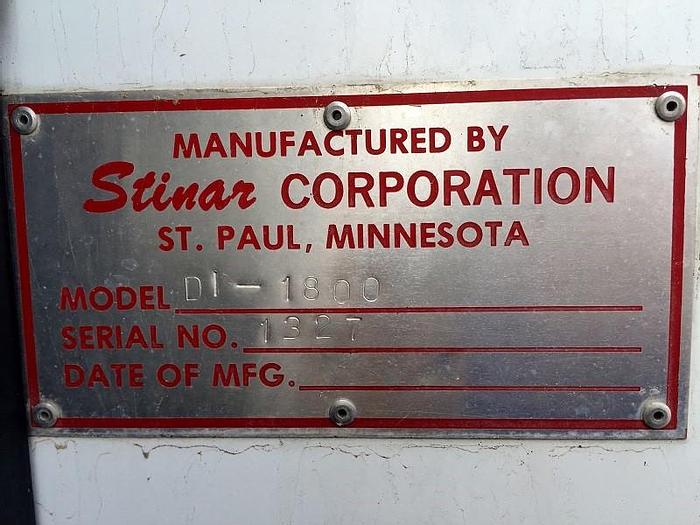 MANUFACTURED BY
Stinar CORPORATION
ST. PAUL, MINNESOTA
MODEL DI-1800
SERIAL NO. 1327
DATE OF MFG.